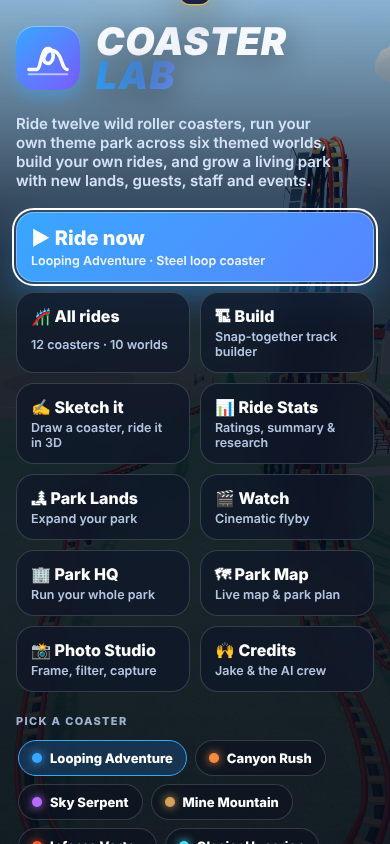 COASTER
LAB
Ride twelve wild roller coasters, run your
own theme park across six themed worlds,
build your own rides, and grow a living park
with new lands, guests, staff and events.
▶ Ride now
Looping Adventure · Steel loop coaster
🎢 All rides
12 coasters · 10 worlds
🏗 Build
Snap-together track
builder
✍️ Sketch it
Draw a coaster, ride it
in 3D
📊 Ride Stats
Ratings, summary &
research
🏞 Park Lands
Expand your park
🎬 Watch
Cinematic flyby
🏢 Park HQ
Run your whole park
🗺 Park Map
Live map & park plan
📸 Photo Studio
Frame, filter, capture
🙌 Credits
Jake & the AI crew
PICK A COASTER
Looping Adventure
Canyon Rush
Sky Serpent
Mine Mountain